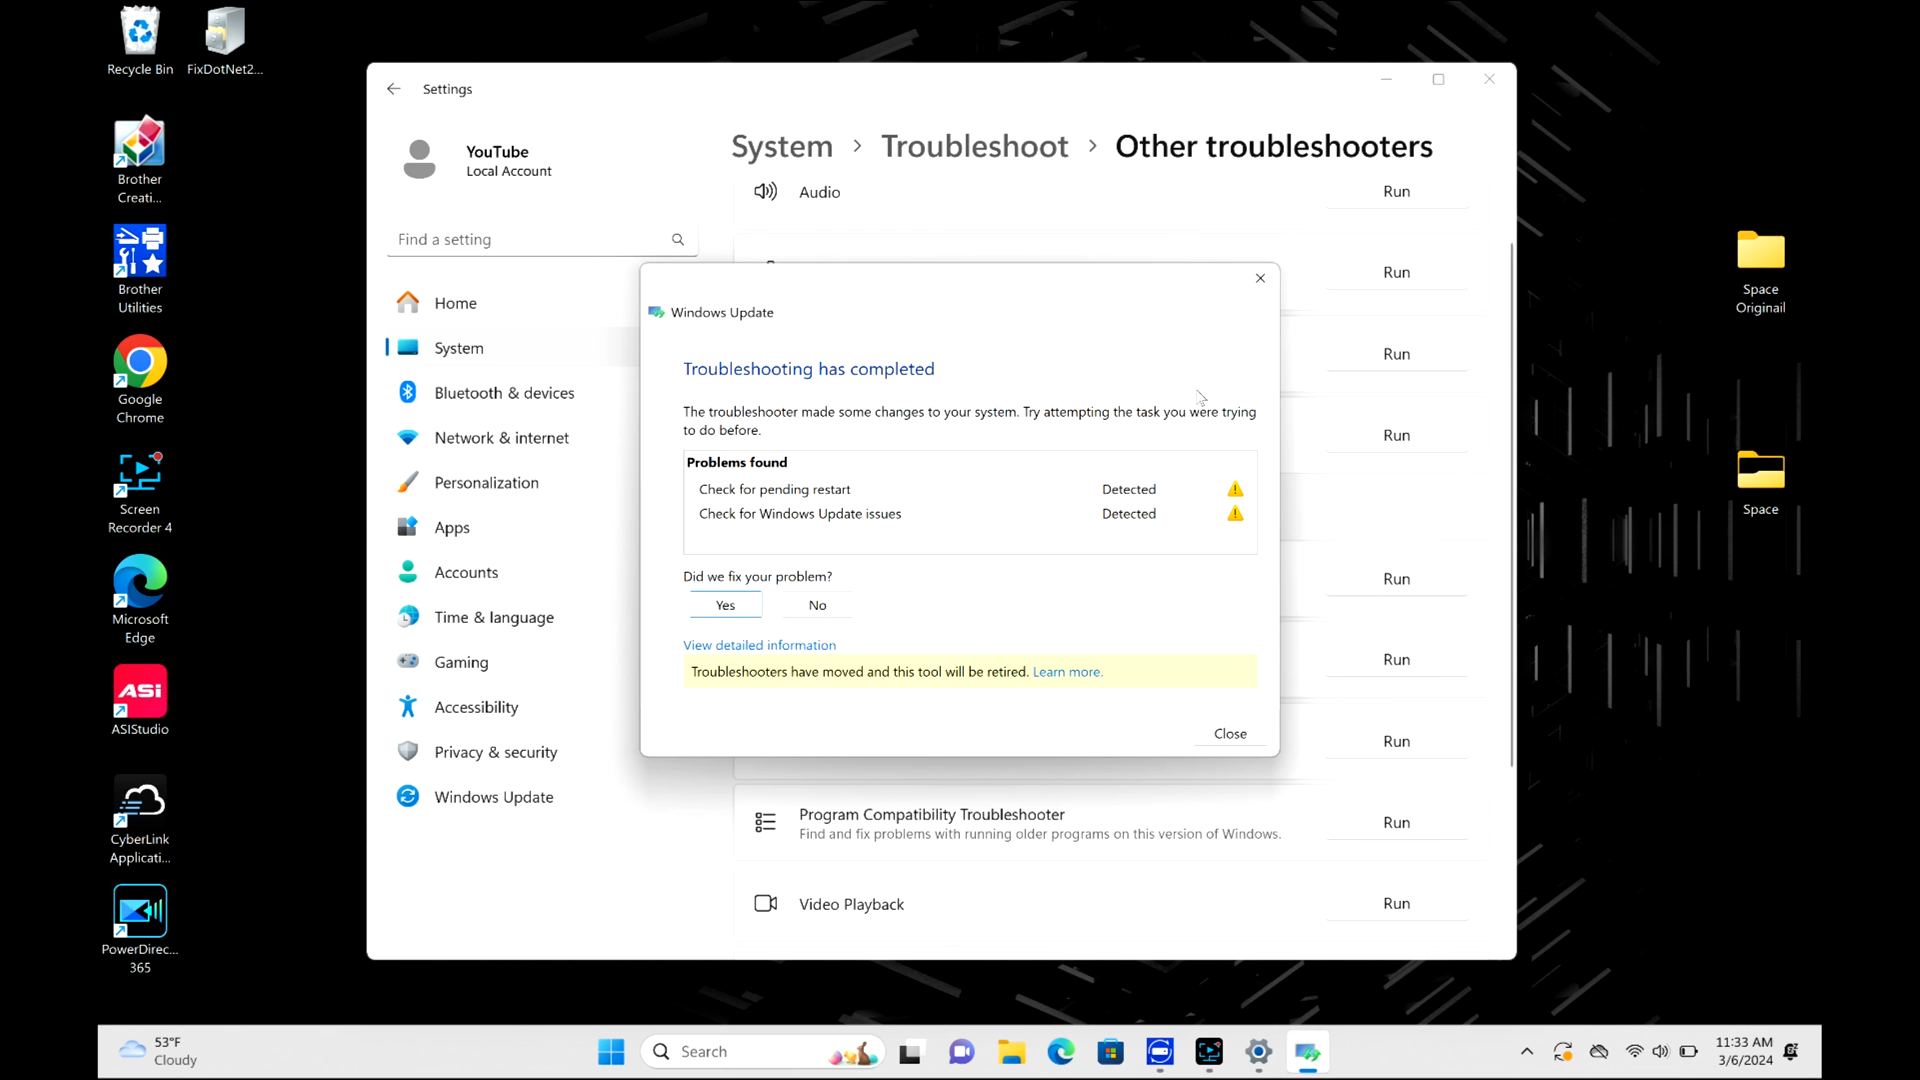 Recycle Bin
FixDotNet2...
Brother
Creati...
Brother
Utilities
Google
Chrome
Screen
Recorder 4
Microsoft
Edge
ASi
ASIStudio
CyberLink
Applicati...
PowerDirec...
365
Settings
YouTube
Local Account
Find a setting
Home
System
Bluetooth & devices
Network & internet
Personalization
Apps
Accounts
Time & language
Gaming
Accessibility
Privacy & security
Windows Update
System > Troubleshoot > Other troubleshooters
Audio Run
Run
Run
Run
Run
Run
Run
Windows Update
Troubleshooting has completed
The troubleshooter made some changes to your system. Try attempting the task you were trying
to do before.
Problems found
Check for pending restart Detected
Check for Windows Update issues Detected
Did we fix your problem?
Yes No
View detailed information
Troubleshooters have moved and this tool will be retired. Learn more.
Close
Program Compatibility Troubleshooter Run
Find and fix problems with running older programs on this version of Windows.
Video Playback Run
Space
Originail
Space
53°F
Cloudy
Search
11:33 AM
3/6/2024